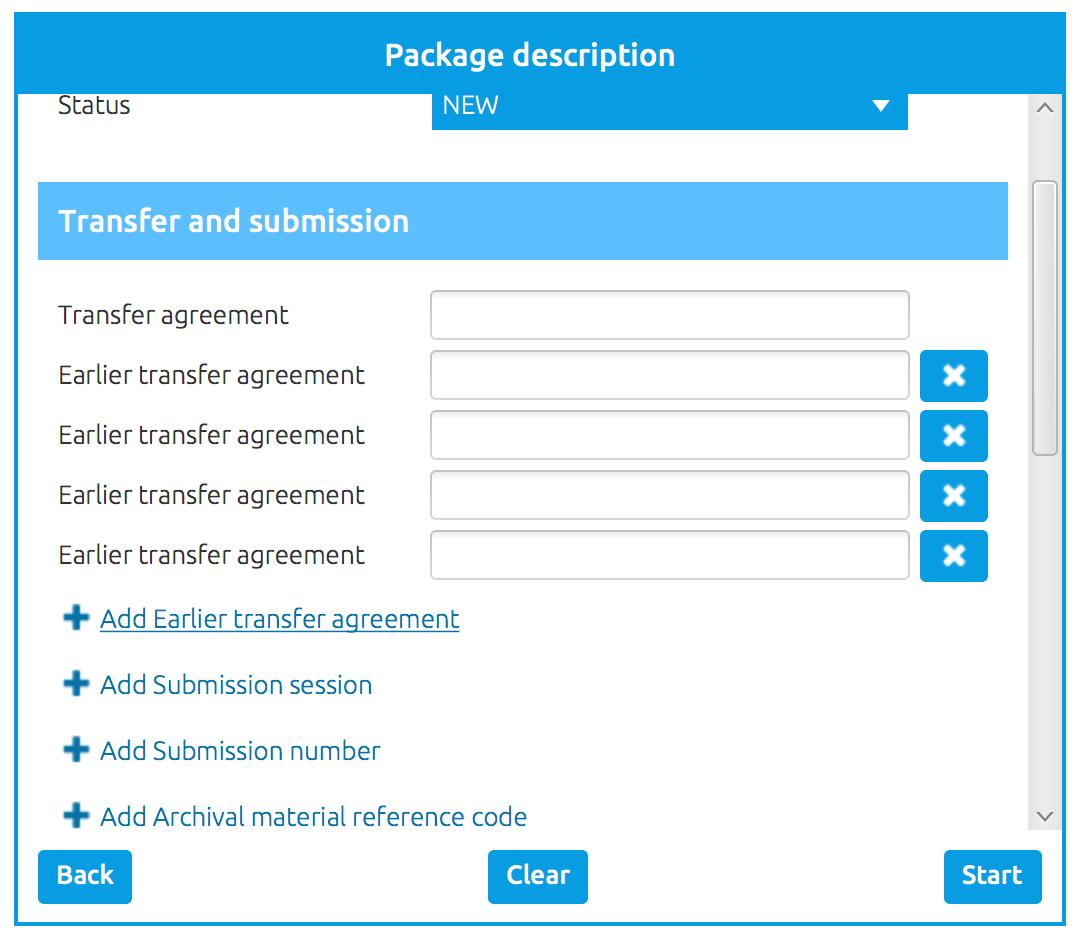 Package description
Status NEW
Transfer and submission
Transfer agreement
Earlier transfer agreement
Earlier transfer agreement
Earlier transfer agreement
Earlier transfer agreement
Add Earlier transfer agreement
Add Submission session
Add Submission number
Add Archival material reference code
Back Clear Start